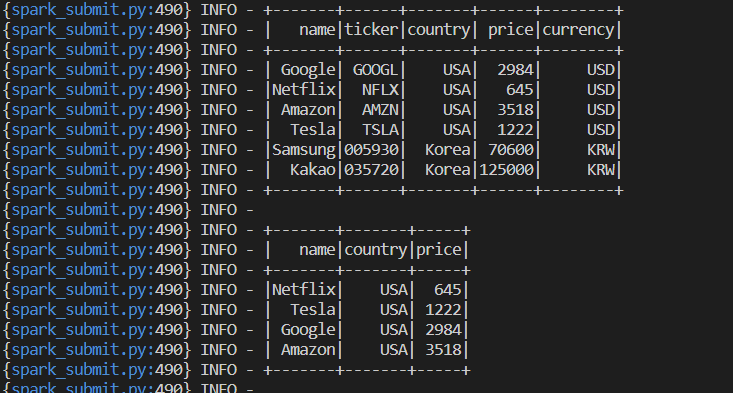 {spark_submit.py:490} INFO - +-------+------+-------+------+--------+
{spark_submit.py:490} INFO - |   name|ticker|country| price|currency|
{spark_submit.py:490} INFO - +-------+------+-------+------+--------+
{spark_submit.py:490} INFO - | Google| GOOGL|    USA|  2984|     USD|
{spark_submit.py:490} INFO - |Netflix|  NFLX|    USA|   645|     USD|
{spark_submit.py:490} INFO - | Amazon|  AMZN|    USA|  3518|     USD|
{spark_submit.py:490} INFO - |  Tesla|  TSLA|    USA|  1222|     USD|
{spark_submit.py:490} INFO - |Samsung|005930|  Korea| 70600|     KRW|
{spark_submit.py:490} INFO - |  Kakao|035720|  Korea|125000|     KRW|
{spark_submit.py:490} INFO - +-------+------+-------+------+--------+
{spark_submit.py:490} INFO -
{spark_submit.py:490} INFO - +-------+-------+-----+
{spark_submit.py:490} INFO - |   name|country|price|
{spark_submit.py:490} INFO - +-------+-------+-----+
{spark_submit.py:490} INFO - |Netflix|    USA|  645|
{spark_submit.py:490} INFO - |  Tesla|    USA| 1222|
{spark_submit.py:490} INFO - | Google|    USA| 2984|
{spark_submit.py:490} INFO - | Amazon|    USA| 3518|
{spark_submit.py:490} INFO - +-------+-------+-----+
{spark_submit.py:490} INFO -